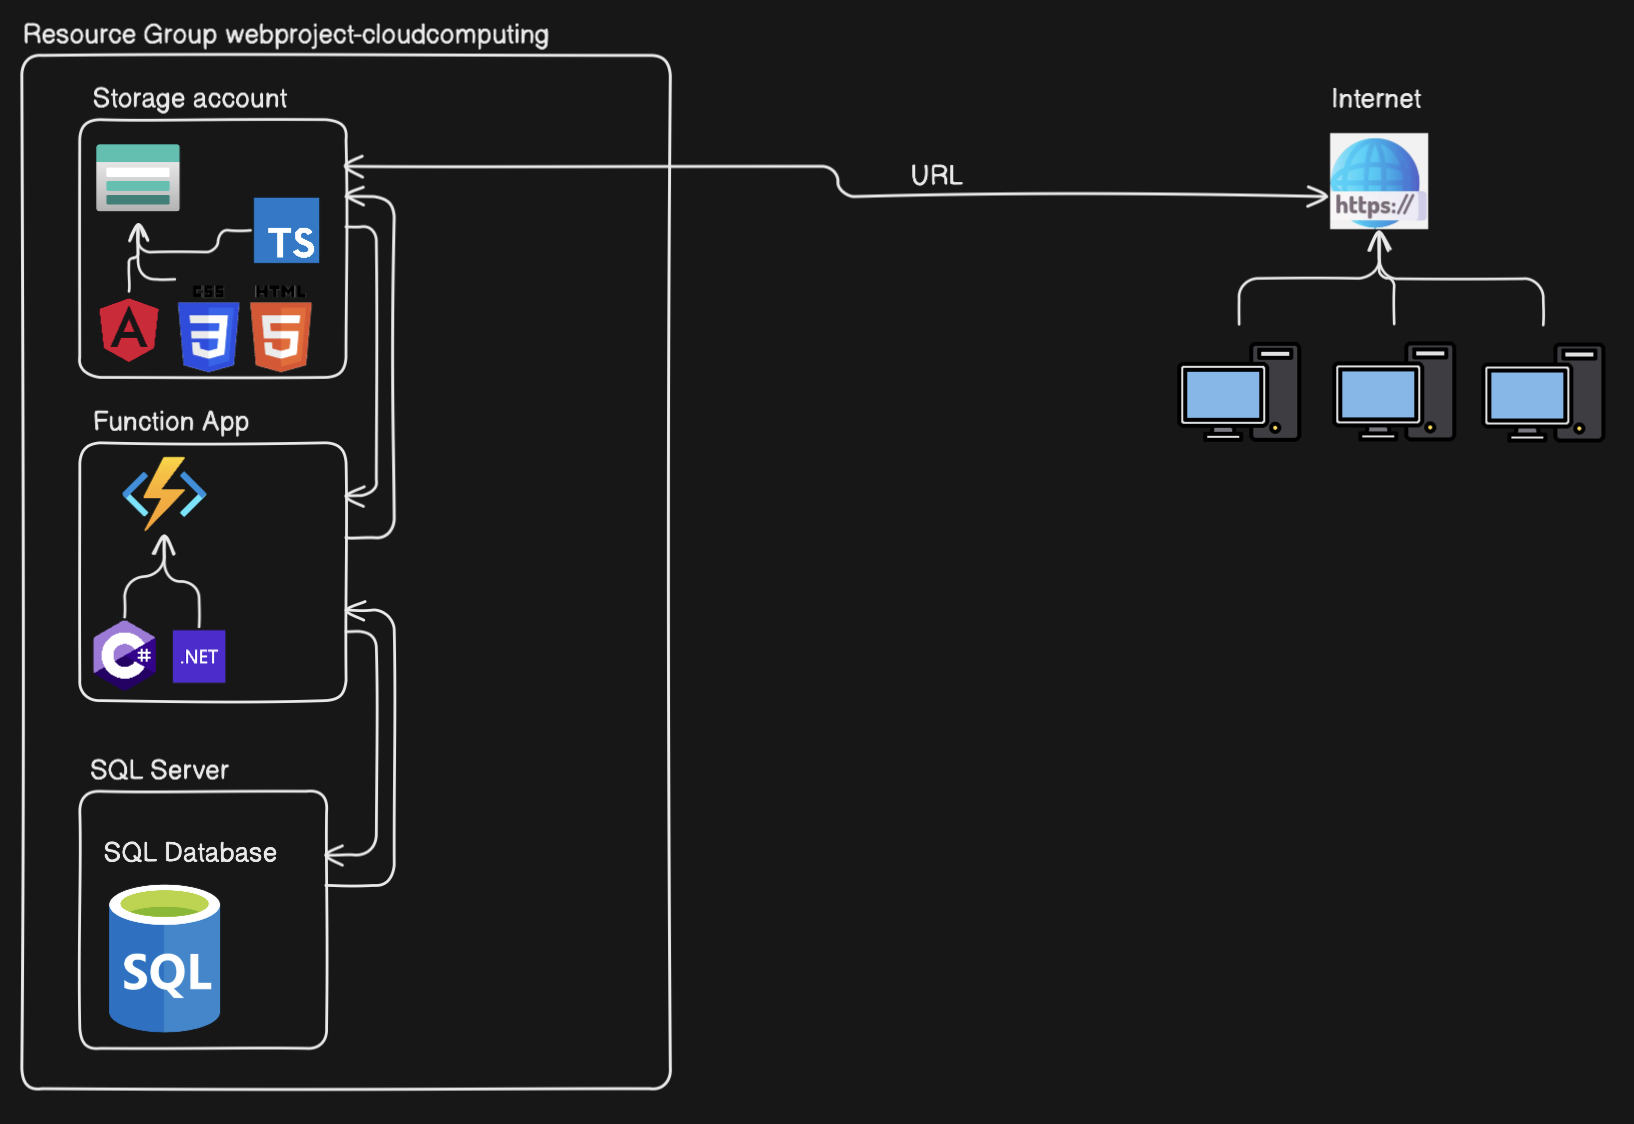 Resource Group webproject-cloudcomputing
Storage account
Internet
URL
https://
TS
CSS
HTML
Function App
C#
.NET
SQL Server
SQL Database
SQL